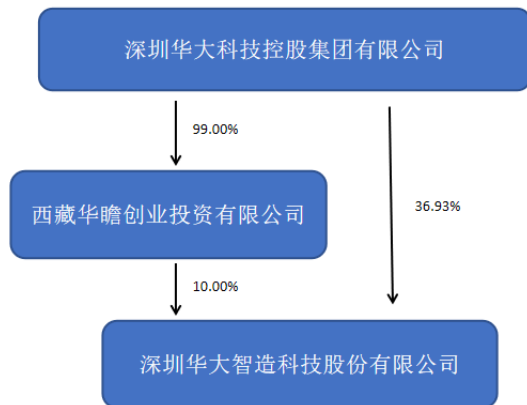 深圳华大科技控股集团有限公司
99.00%
西藏华瞻创业投资有限公司
36.93%
10.00%
深圳华大智造科技股份有限公司